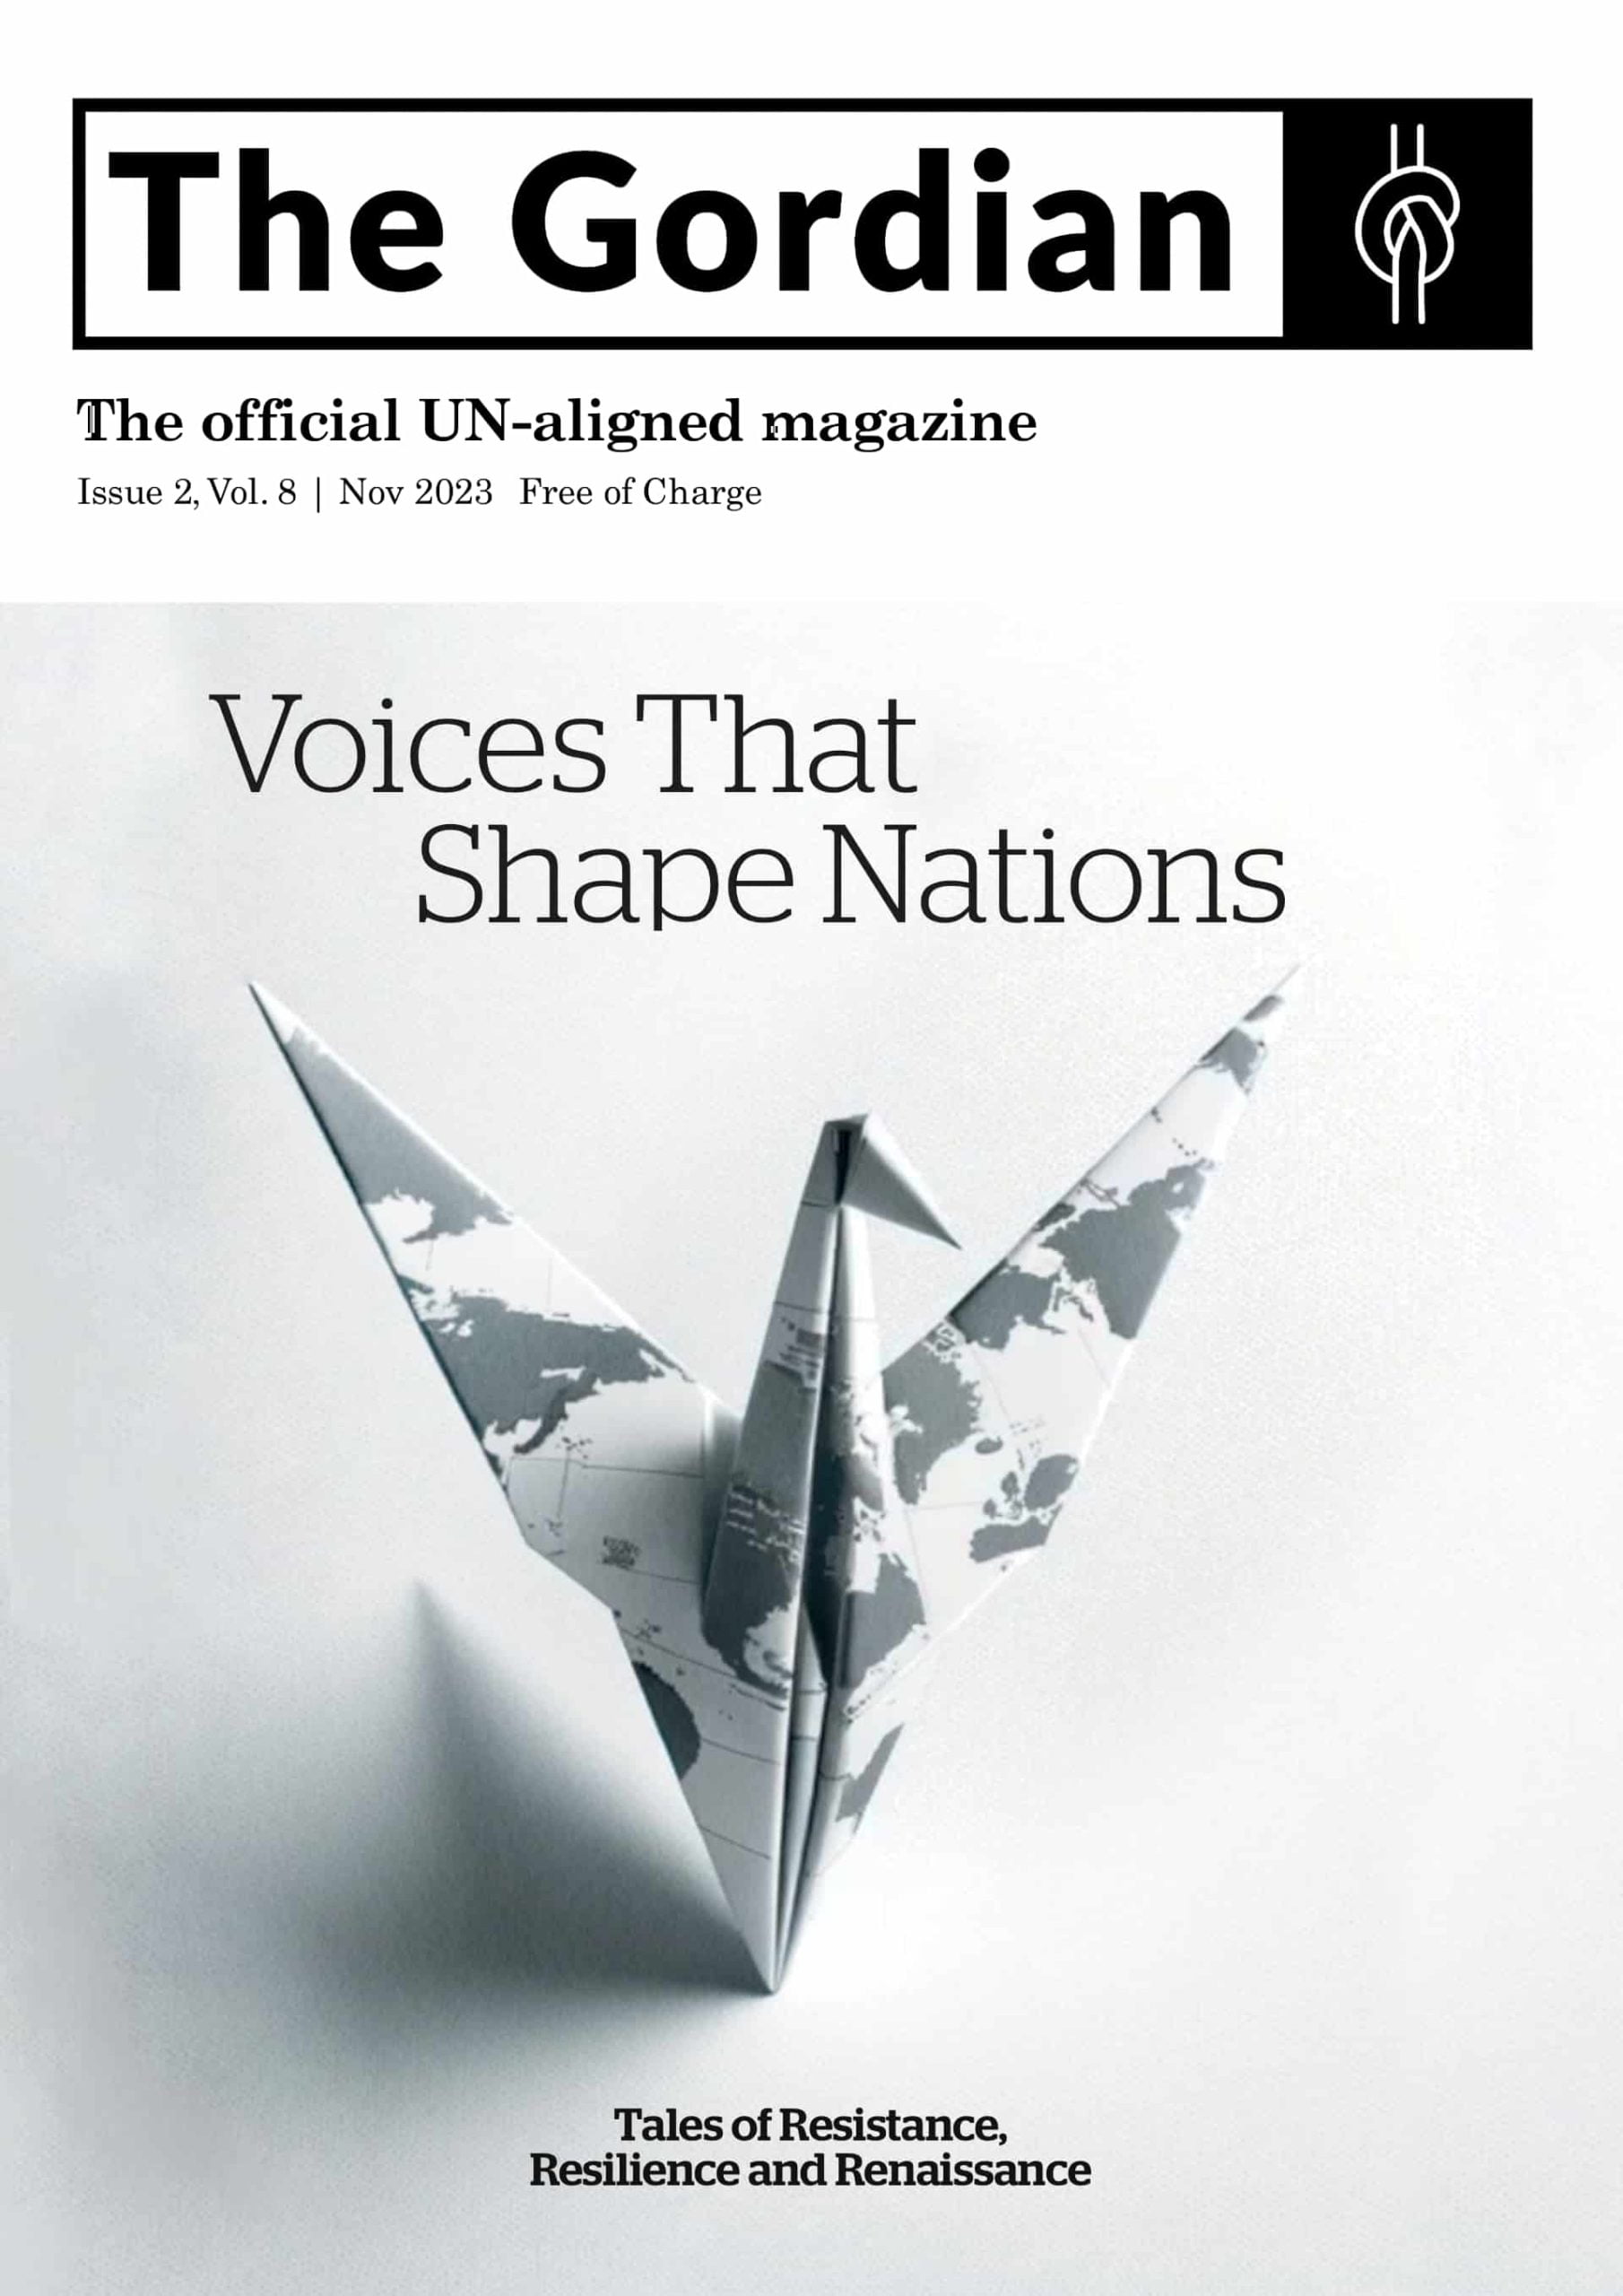 The Gordian
The official UN-aligned magazine
Issue 2, Vol. 8 | Nov 2023 Free of Charge
Voices That
Shape Nations
Tales of Resistance,
Resilience and Renaissance